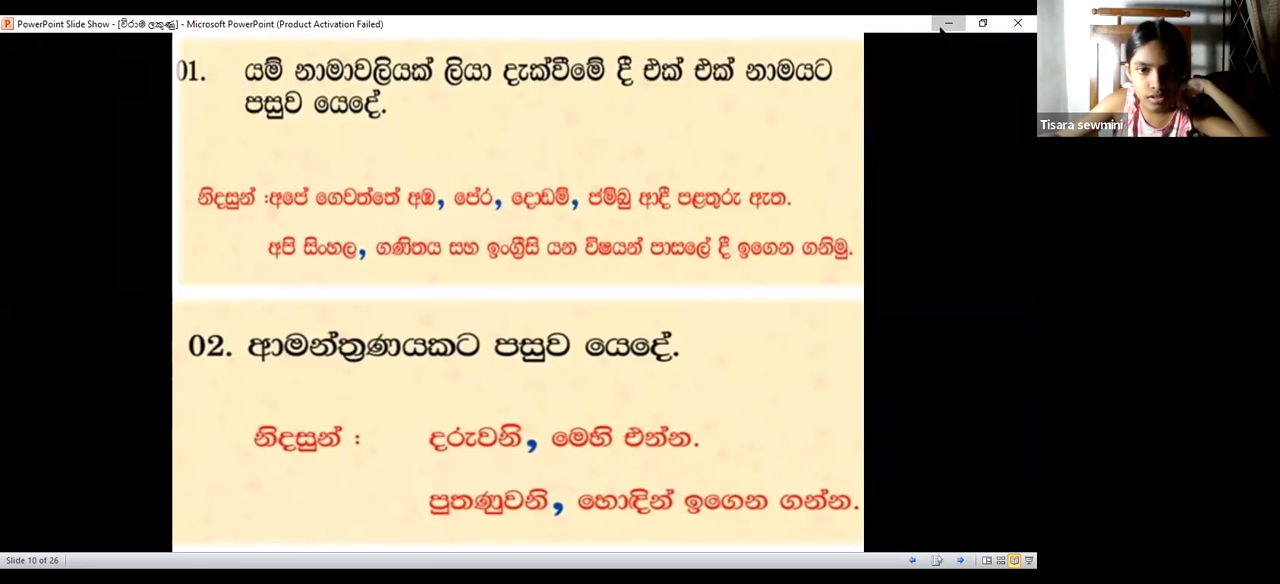 PowerPoint Slide Show - [විරාම ලකුණු] - Microsoft PowerPoint (Product Activation Failed)
Tisara sewmini
01. යම් නාමාවලියක් ලියා දැක්වීමේ දී එක් එක් නාමයට
පසුව යෙදේ.
නිදසුන් :අපේ ගෙවත්තේ අඹ, පේර, දොඩම්, ජම්බු ආදී පළතුරු ඇත.
අපි සිංහල, ගණිතය සහ ඉංග්‍රීසි යන විෂයන් පාසලේ දී ඉගෙන ගනිමු.
02. ආමන්ත්‍රණයකට පසුව යෙදේ.
නිදසුන් : දරුවනි, මෙහි එන්න.
පුතණුවනි, හොඳින් ඉගෙන ගන්න.
Slide 10 of 26